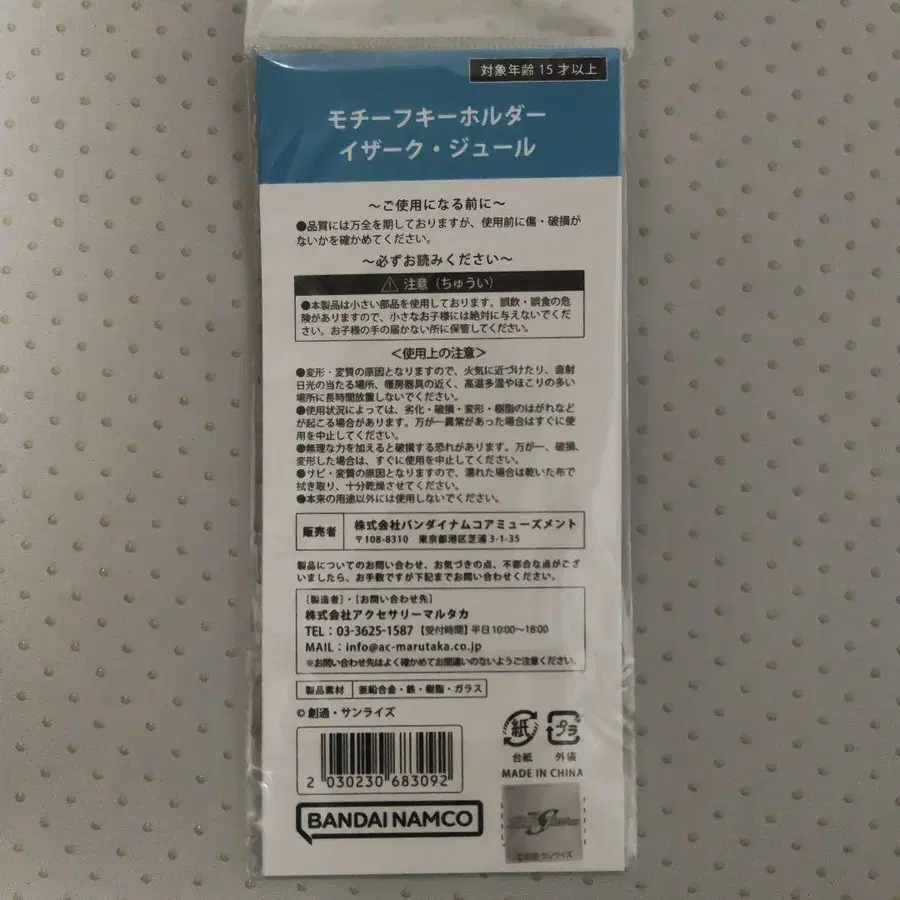 対象年齢 15 才以上
モチーフキーホルダー
イザーク・ジュール
～ご使用になる前に～
●品質には万全を期しておりますが、使用前に傷・破損が
ないかを確かめてください。
～必ずお読みください～
⚠ 注意（ちゅうい）
●本製品は小さい部品を使用しております。誤飲・誤食の危
険がありますので、小さなお子様には絶対に与えないでくだ
さい。お子様の手の届かない所に保管してください。
＜使用上の注意＞
●変形・変質の原因となりますので、火気に近づけたり、直射
日光の当たる場所、暖房器具の近く、高温多湿やほこりの多い
場所に長時間放置しないでください。
●使用状況によっては、劣化・破損・変形・樹脂のはがれなど
が起こる場合があります。万が一異常があった場合はすぐに使
用を中止してください。
●無理な力を加えると破損する恐れがあります。万が一、破損、
変形した場合は、すぐに使用を中止してください。
●サビ・変質の原因となりますので、濡れた場合は乾いた布で
拭き取り、十分乾燥させてください。
●本来の用途以外には使用しないでください。
販売者
株式会社バンダイナムコアミューズメント
〒108-8310 東京都港区芝浦 3-1-35
製品についてのお問い合わせ、お気づきの点、不都合な点がござ
いましたら、お手数ですが下記までお問い合わせください。
［製造者］・［お問い合わせ先］
株式会社アクセサリーマルタカ
TEL：03-3625-1587 【受付時間】平日 10:00～18:00
MAIL：info@ac-marutaka.co.jp
※お問い合わせ先はよく確かめてお間違いのないようご注意ください。
製品素材 亜鉛合金・鉄・樹脂・ガラス
©創通・サンライズ
紙 プラ
台紙 外装
MADE IN CHINA
2 030230 683092
BANDAI NAMCO
©創通・サンライズ